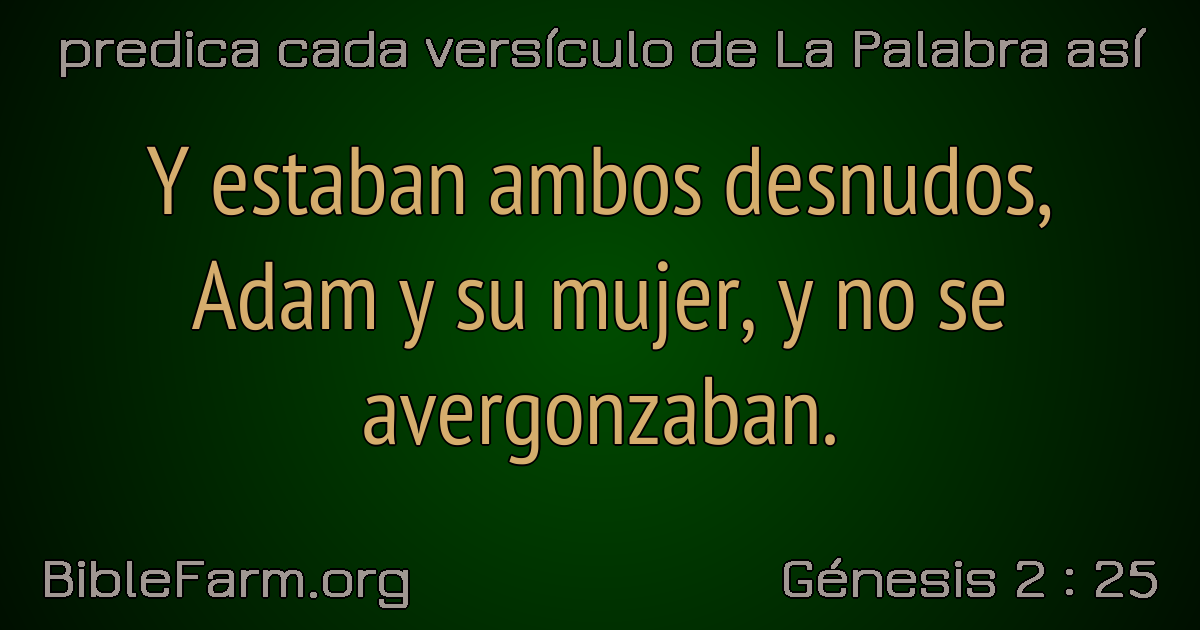 predica cada versículo de La Palabra así
Y estaban ambos desnudos,
Adam y su mujer, y no se
avergonzaban.
BibleFarm.org
Génesis 2 : 25